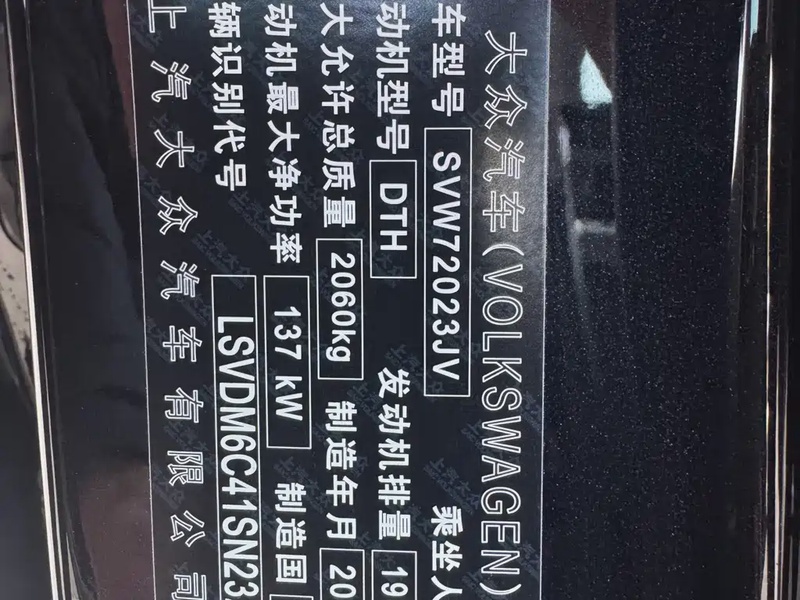 大众汽车(VOLKSWAGEN)
车型号 SVW72023JV 乘坐人
动机型号 DTH 发动机排量 19
大允许总质量 2060kg 制造年月 20
动机最大净功率 137 kW 制造国
辆识别代号 LSVDM6C41SN23
上汽大众汽车有限公司